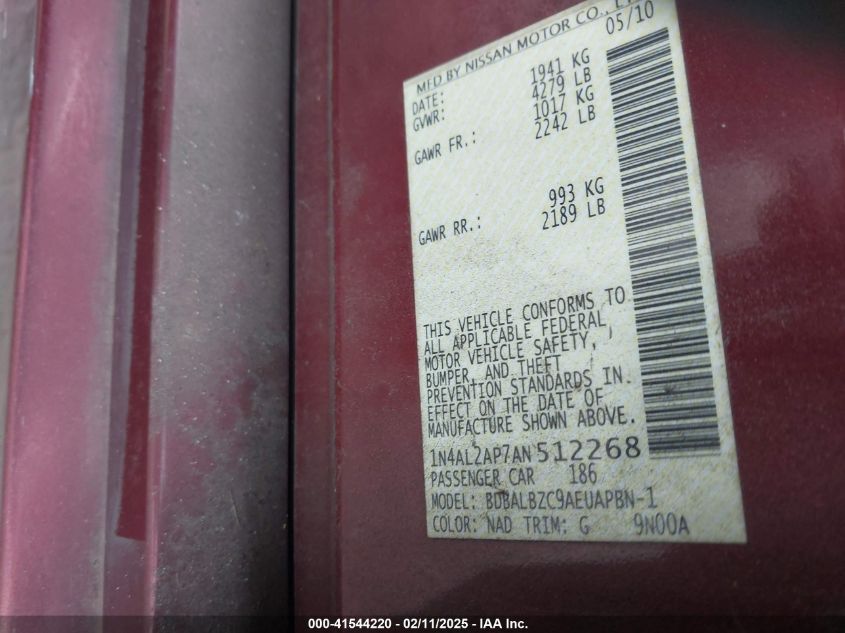 MFD BY NISSAN MOTOR CO.,
DATE: 05/10
GVWR: 1941 KG
4279 LB
GAWR FR.: 1017 KG
2242 LB
GAWR RR.: 993 KG
2189 LB
THIS VEHICLE CONFORMS TO
ALL APPLICABLE FEDERAL
MOTOR VEHICLE SAFETY,
BUMPER, AND THEFT
PREVENTION STANDARDS IN
EFFECT ON THE DATE OF
MANUFACTURE SHOWN ABOVE.
1N4AL2AP7AN512268
PASSENGER CAR 186
MODEL: BDBALBZC9AEUAPBN-1
COLOR: NAD TRIM: G 9N00A
000-41544220 - 02/11/2025 - IAA Inc.